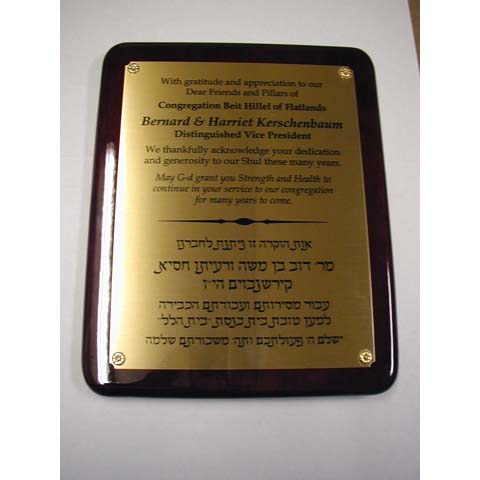 With gratitude and appreciation to our
Dear Friends and Pillars of
Congregation Beit Hillel of Flatlands
Bernard & Harriet Kerschenbaum
Distinguished Vice President
We thankfully acknowledge your dedication
and generosity to our Shul these many years.
May G-d grant you Strength and Health to
continue in your service to our congregation
for many years to come.
אות הוקרה זו ניתנת לחברנו
מר דוב בן משה ורעיתו חסיא
קירשנבוים הי״ו
עבור מסירותם ועבודתם הכבירה
למען טובת בית כנסת ״בית הלל״
ישלם ה׳ פעולתכם ותהי משכורתם שלמה